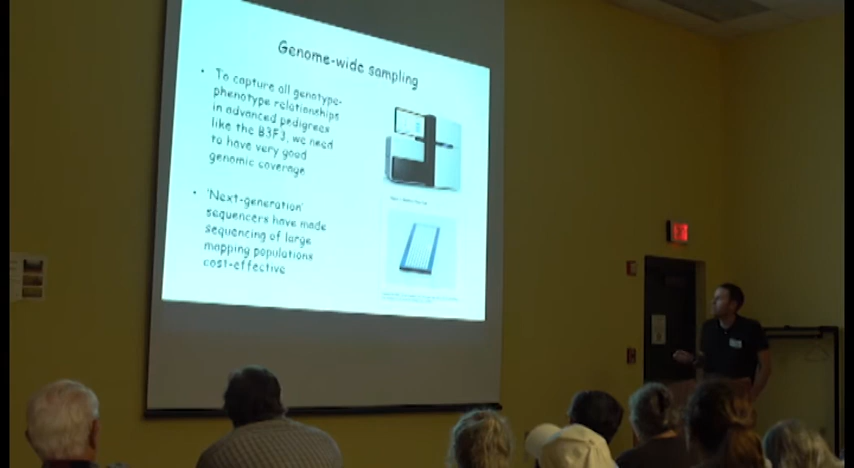 Genome-wide sampling
• To capture all genotype-
phenotype relationships
in advanced pedigrees
like the B3F3, we need
to have very good
genomic coverage
• 'Next-generation'
sequencers have made
sequencing of large
mapping populations
cost-effective